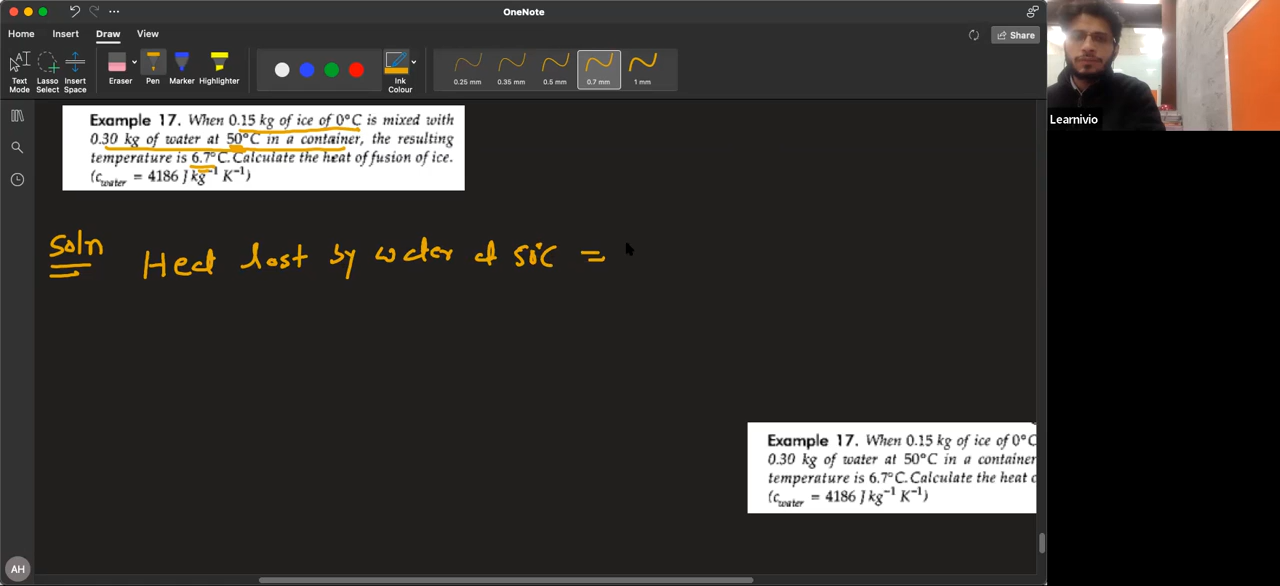 OneNote
Home Insert Draw View
Share
Text Mode
Lasso Select
Insert Space
Eraser
Pen
Marker
Highlighter
Ink Colour
0.25 mm
0.35 mm
0.5 mm
0.7 mm
1 mm
Learnivio
Example 17. When 0.15 kg of ice of 0°C is mixed with
0.30 kg of water at 50°C in a container, the resulting
temperature is 6.7°C. Calculate the heat of fusion of ice.
(c_water = 4186 J kg⁻¹ K⁻¹)
Soln Heat lost by water at 50°C =
Example 17. When 0.15 kg of ice of 0°C
0.30 kg of water at 50°C in a container
temperature is 6.7°C. Calculate the heat
(c_water = 4186 J kg⁻¹ K⁻¹)
AH